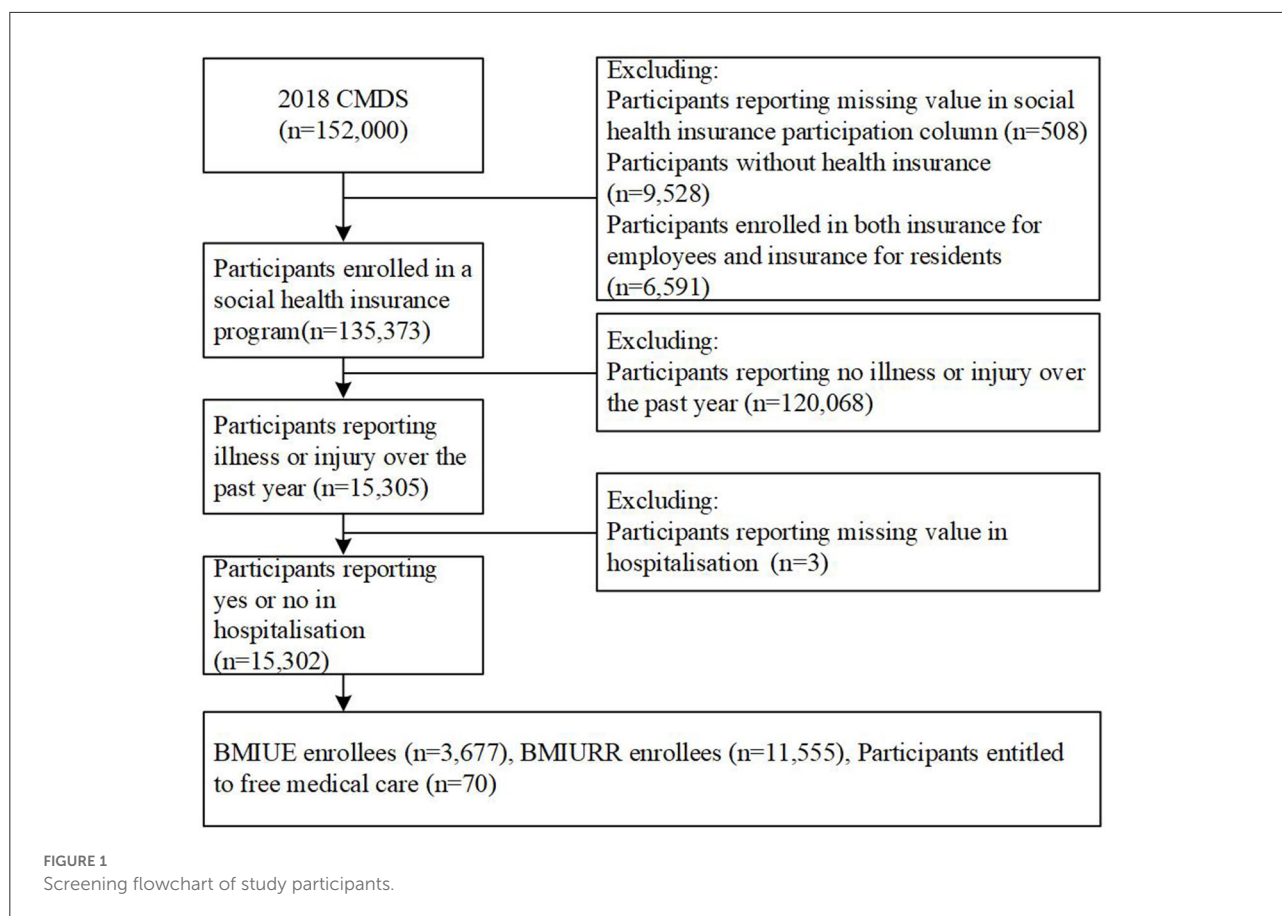 2018 CMDS
(n=152,000)
Excluding:
Participants reporting missing value in social
health insurance participation column (n=508)
Participants without health insurance
(n=9,528)
Participants enrolled in both insurance for
employees and insurance for residents
(n=6,591)
Participants enrolled in a
social health insurance
program(n=135,373)
Excluding:
Participants reporting no illness or injury over
the past year (n=120,068)
Participants reporting
illness or injury over the
past year (n=15,305)
Excluding:
Participants reporting missing value in
hospitalisation (n=3)
Participants reporting
yes or no in
hospitalisation
(n=15,302)
BMIUE enrollees (n=3,677), BMIURR enrollees (n=11,555), Participants entitled
to free medical care (n=70)
FIGURE 1
Screening flowchart of study participants.